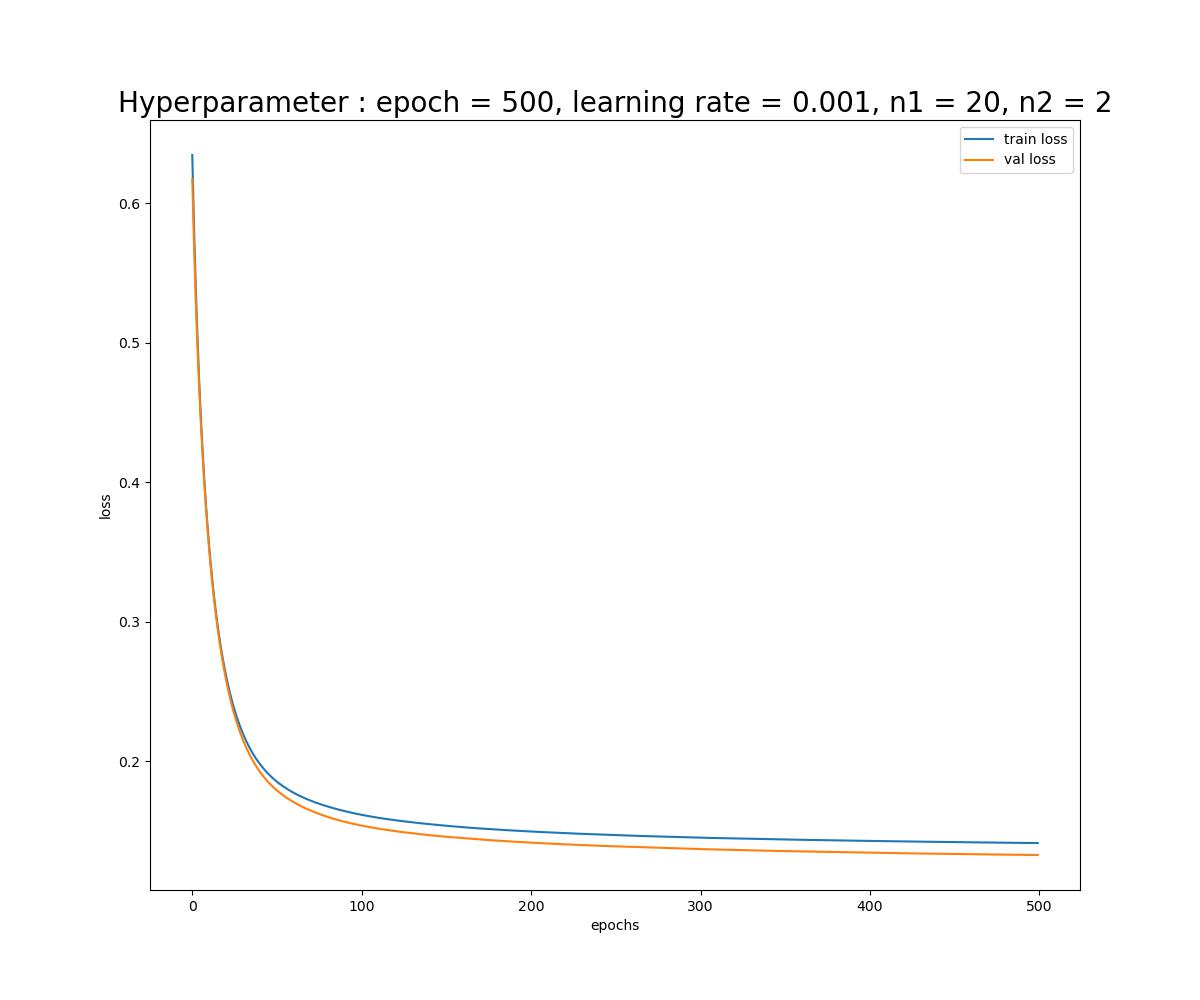 Hyperparameter : epoch = 500, learning rate = 0.001, n1 = 20, n2 = 2
train loss
val loss
0.6
0.5
0.4
0.3
0.2
loss
0 100 200 300 400 500
epochs